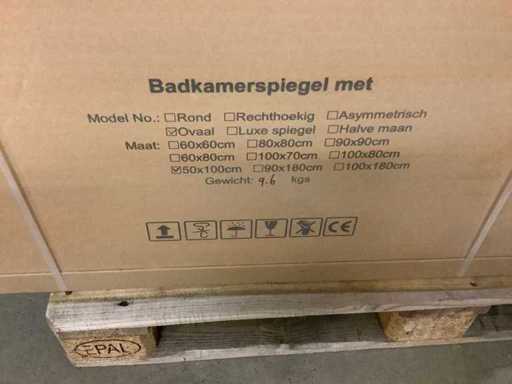 Badkamerspiegel met
Model No.: ☐Rond ☐Rechthoekig ☐Asymmetrisch
☑Ovaal ☐Luxe spiegel ☐Halve maan
Maat: ☐60x60cm ☐80x80cm ☐90x90cm
☐60x80cm ☐100x70cm ☐100x80cm
☑50x100cm ☐90x180cm ☐100x180cm
Gewicht: 9.6 kgs
CE
EPAL